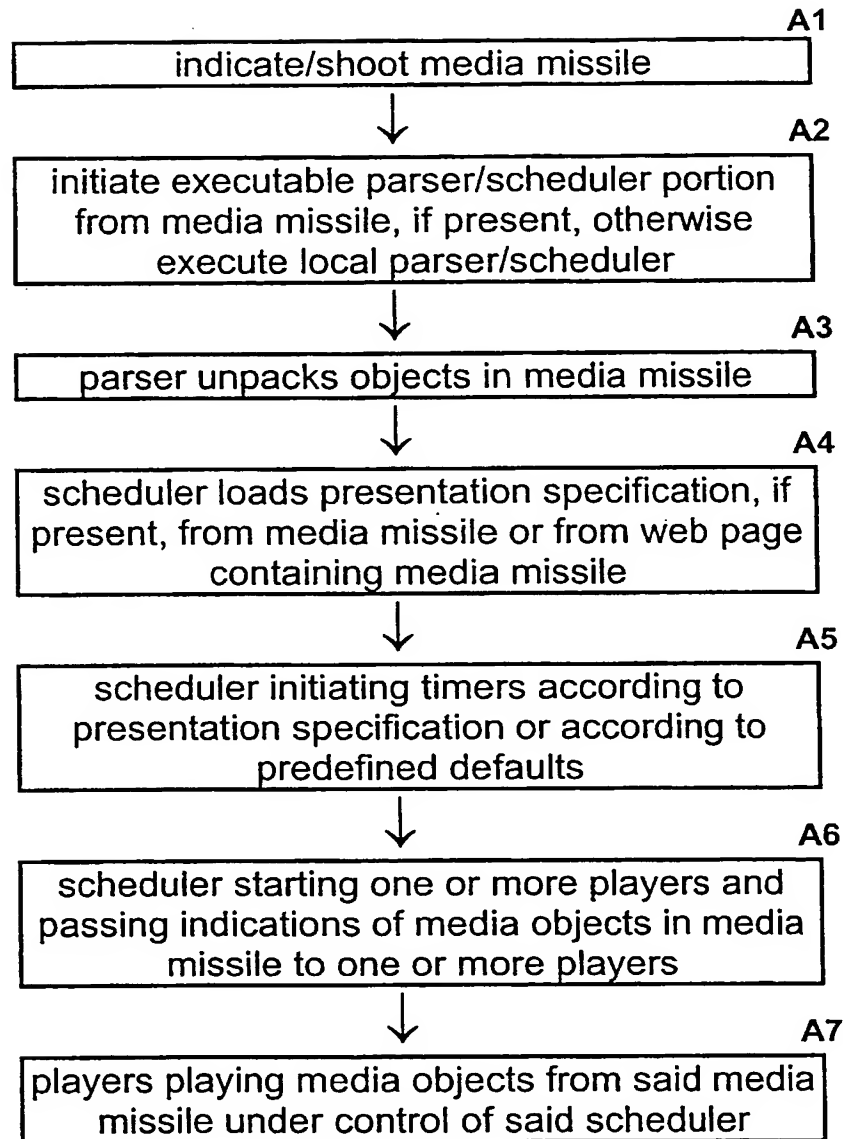 A1
indicate/shoot media missile
A2
initiate executable parser/scheduler portion
from media missile, if present, otherwise
execute local parser/scheduler
A3
parser unpacks objects in media missile
A4
scheduler loads presentation specification, if
present, from media missile or from web page
containing media missile
A5
scheduler initiating timers according to
presentation specification or according to
predefined defaults
A6
scheduler starting one or more players and
passing indications of media objects in media
missile to one or more players
A7
players playing media objects from said media
missile under control of said scheduler